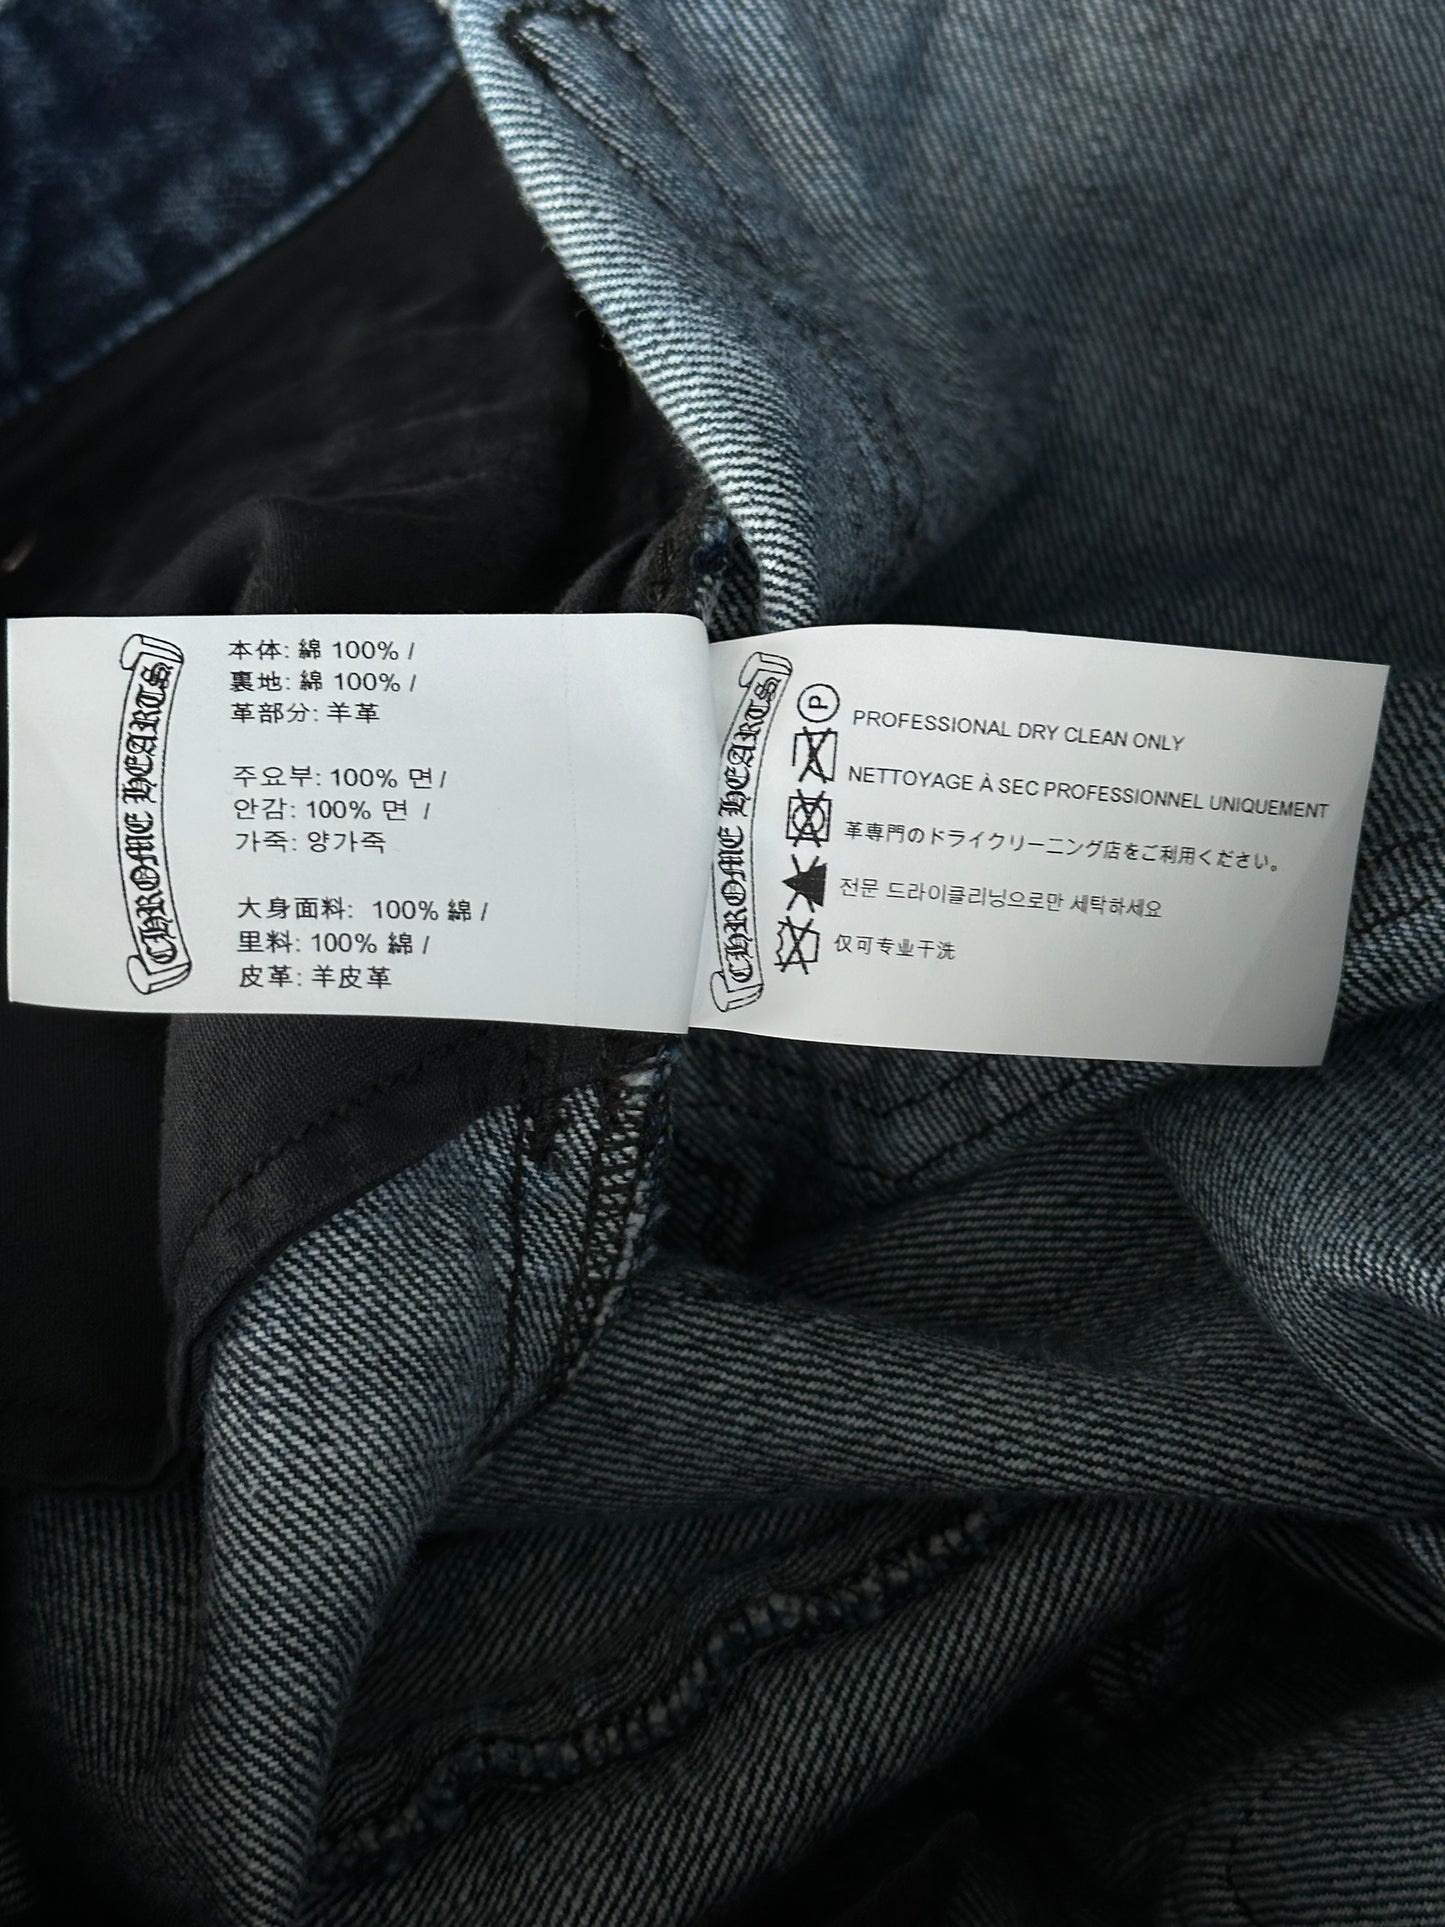 CHROME HEARTS
本体: 綿 100% /
裏地: 綿 100% /
革部分: 羊革
주요부: 100% 면 /
안감: 100% 면 /
가죽: 양가죽
大身面料: 100% 綿 /
里料: 100% 綿 /
皮革: 羊皮革
CHROME HEARTS
P
PROFESSIONAL DRY CLEAN ONLY
NETTOYAGE À SEC PROFESSIONNEL UNIQUEMENT
革専門のドライクリーニング店をご利用ください。
전문 드라이클리닝으로만 세탁하세요
仅可专业干洗